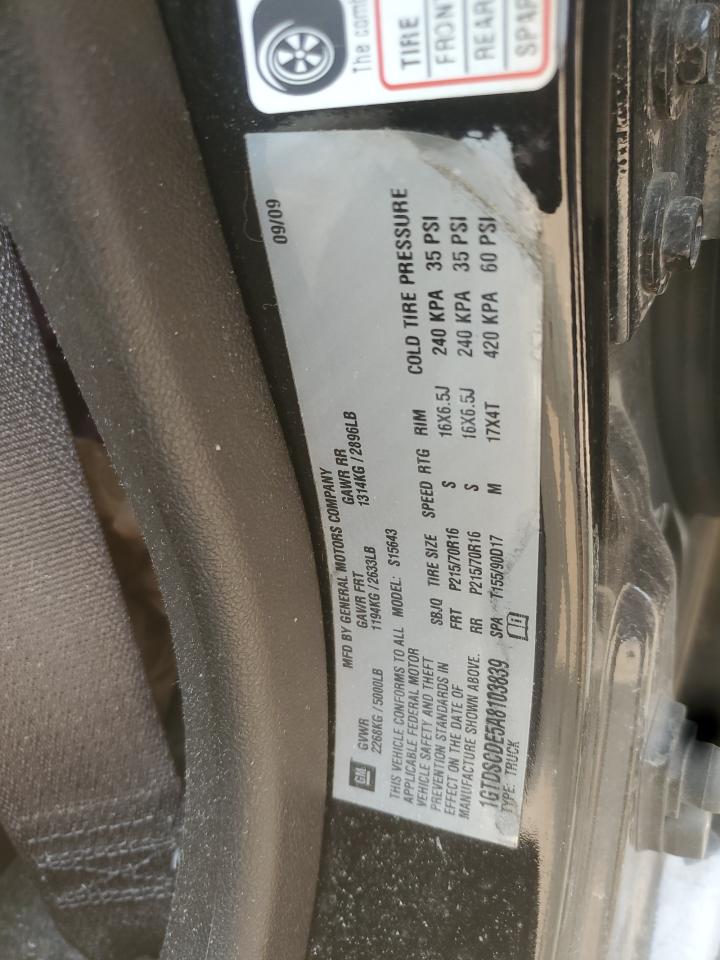 The com
TIRE
FRONT
REAR
SPAR
09/09
MFD BY GENERAL MOTORS COMPANY
GM
GVWR GAWR FRT GAWR RR
2268KG / 5000LB 1194KG / 2633LB 1314KG / 2896LB
THIS VEHICLE CONFORMS TO ALL
APPLICABLE FEDERAL MOTOR
VEHICLE SAFETY AND THEFT
PREVENTION STANDARDS IN
EFFECT ON THE DATE OF
MANUFACTURE SHOWN ABOVE.
1GTDSCDE5A8103839
TYPE: TRUCK
MODEL: S15643
SBJQ TIRE SIZE SPEED RTG RIM COLD TIRE PRESSURE
FRT P215/70R16 S 16X6.5J 240 KPA 35 PSI
RR P215/70R16 S 16X6.5J 240 KPA 35 PSI
SPA T155/90D17 M 17X4T 420 KPA 60 PSI